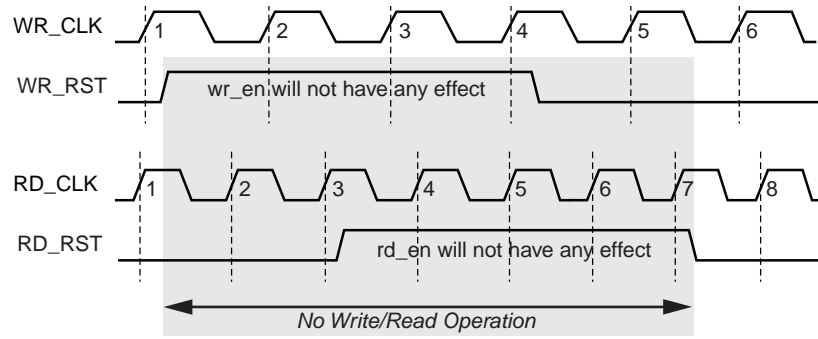 WR_CLK 1 2 3 4 5 6
WR_RST wr_en will not have any effect
RD_CLK 1 2 3 4 5 6 7 8
RD_RST rd_en will not have any effect
No Write/Read Operation